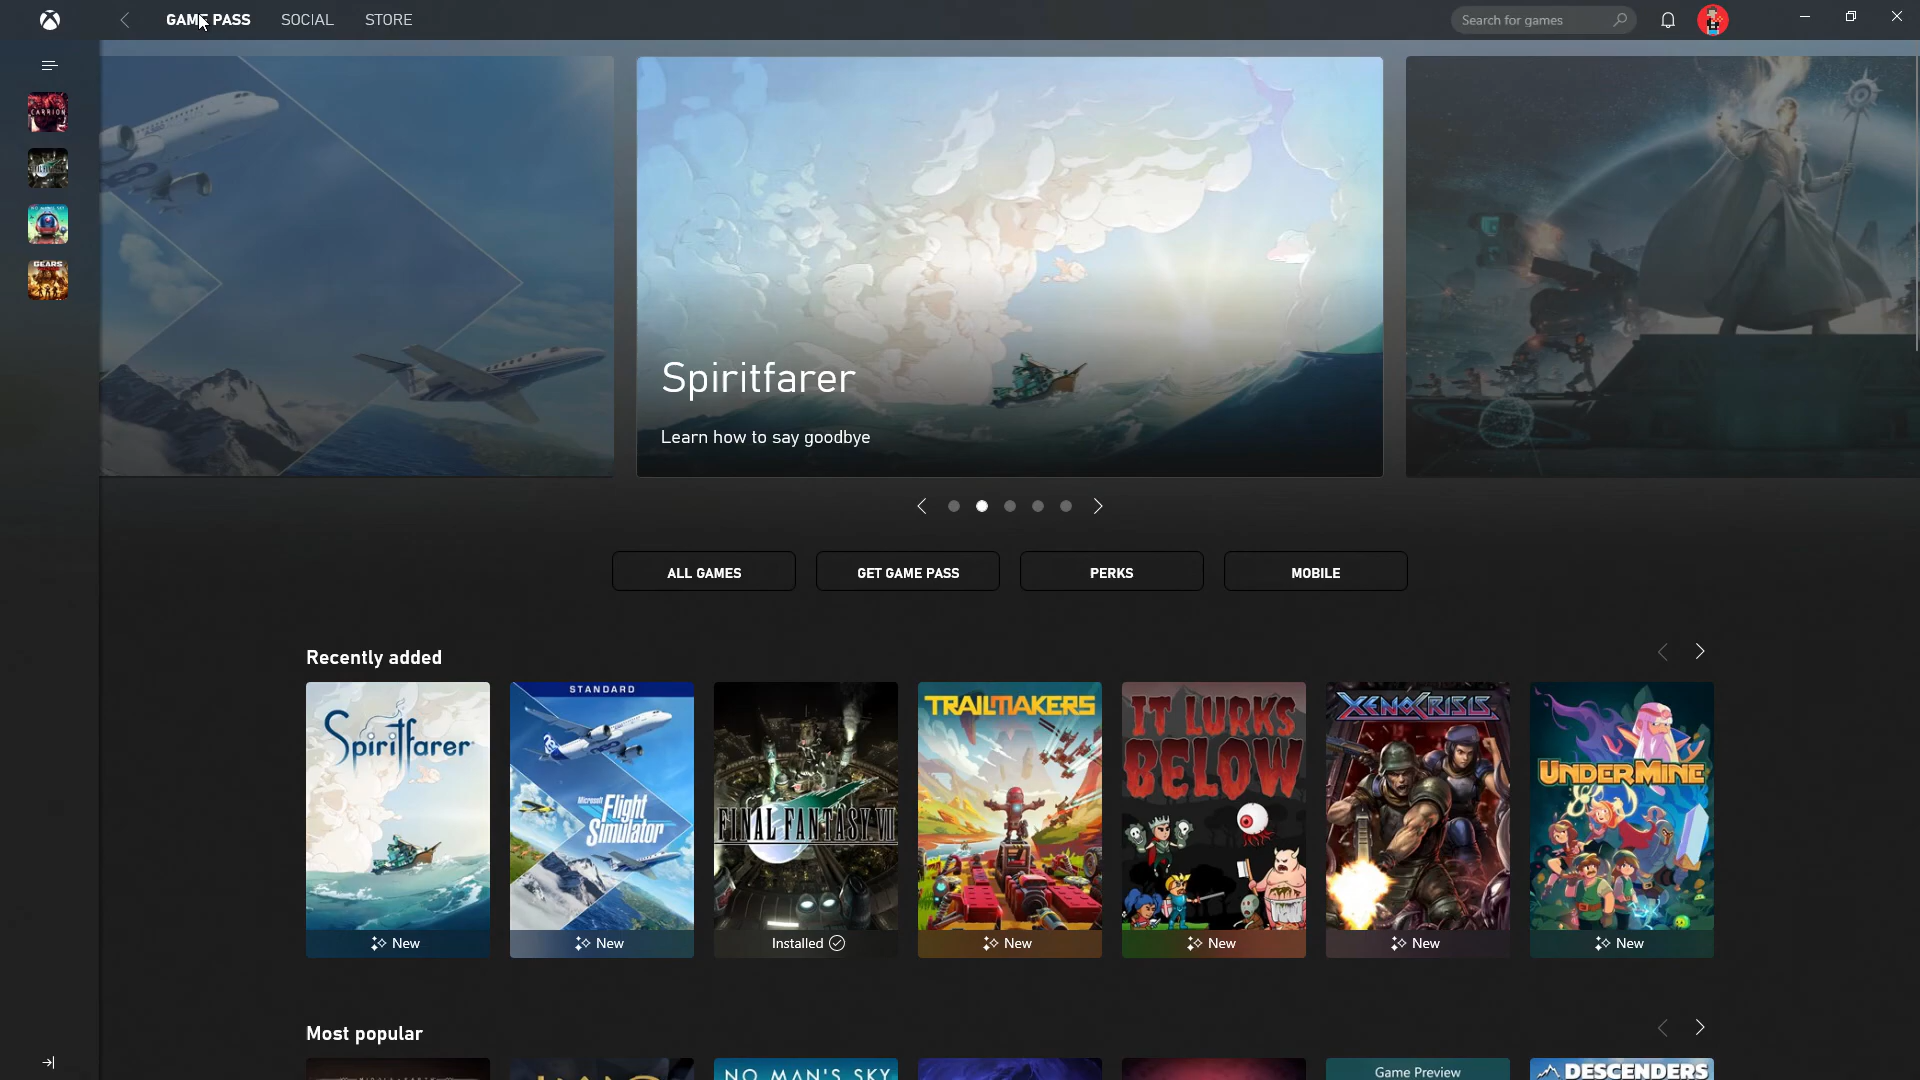 GAME PASS SOCIAL STORE
Search for games
CARRION
GEARS
Spiritfarer
Learn how to say goodbye
ALL GAMES GET GAME PASS PERKS MOBILE
Recently added
Spiritfarer
New
STANDARD
Microsoft
Flight
Simulator
New
FINAL FANTASY VII
Installed
TRAILMAKERS
New
IT LURKS
BELOW
New
XENOCRISIS
New
UNDERMINE
New
Most popular
NO MAN'S SKY
Game Preview
DESCENDERS